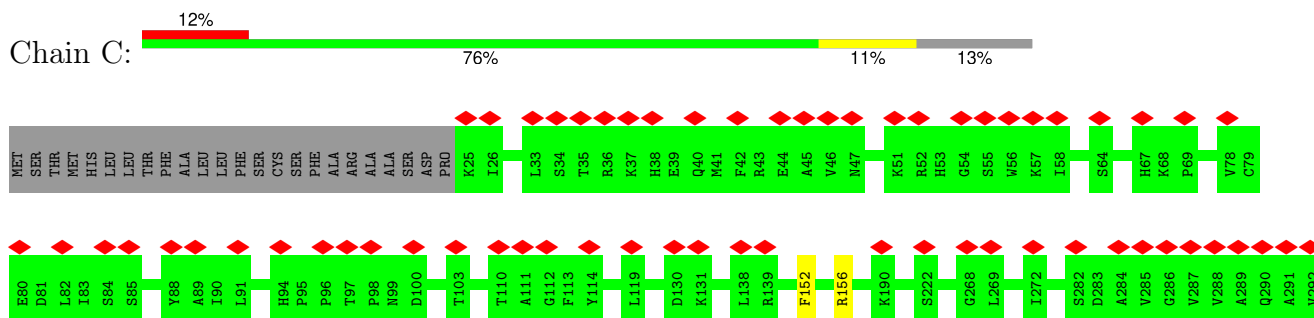 12%
Chain C:
76% 11% 13%
MET SER THR MET HIS LEU LEU THR PHE ALA LEU LEU PHE SER CYS SER PHE ALA ARG ALA ALA SER ASP PRO K25 I26 L33 S34 T35 R36 K37 H38 E39 Q40 M41 F42 R43 E44 A45 V46 N47 K51 R52 H53 G54 S55 W56 K57 I58 S64 H67 K68 P69 V78 C79
E80 D81 L82 I83 S84 S85 Y88 A89 I90 L91 H94 P95 P96 T97 P98 N99 D100 T103 T110 A111 G112 F113 Y114 L119 D130 K131 L138 R139 F152 R156 K190 S222 G268 L269 I272 S282 D283 A284 V285 G286 V287 V288 A289 Q290 A291